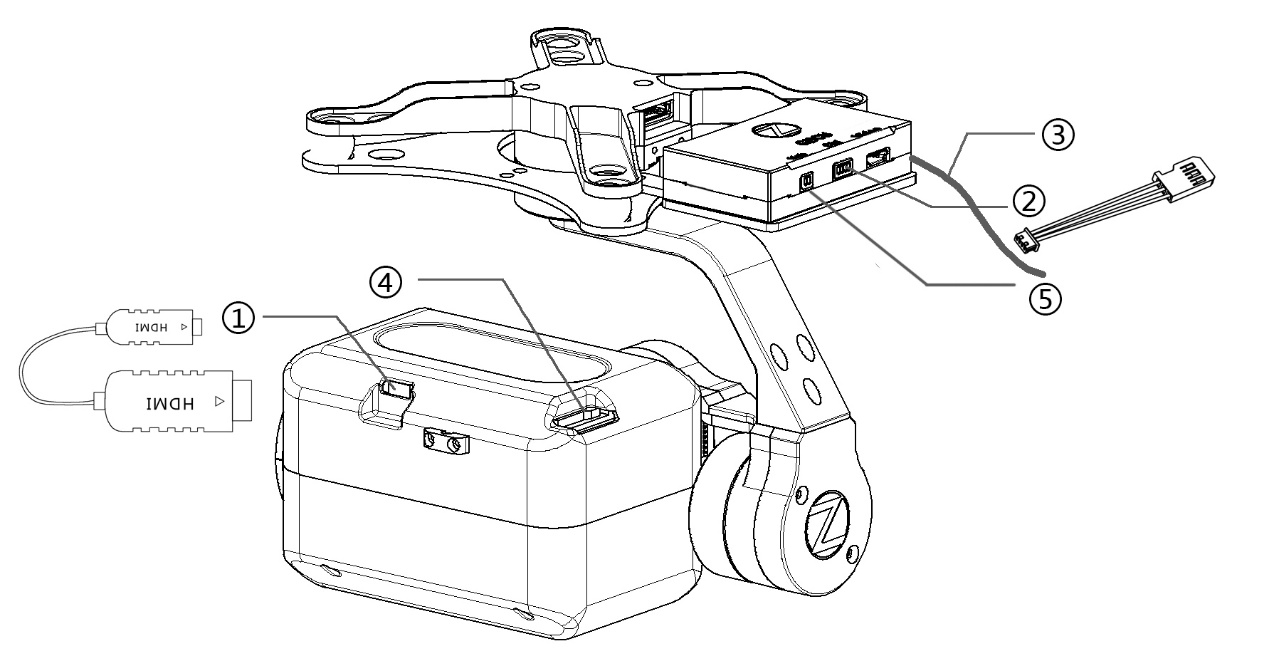 ③
②
④
⑤
①
HDMI
HDMI